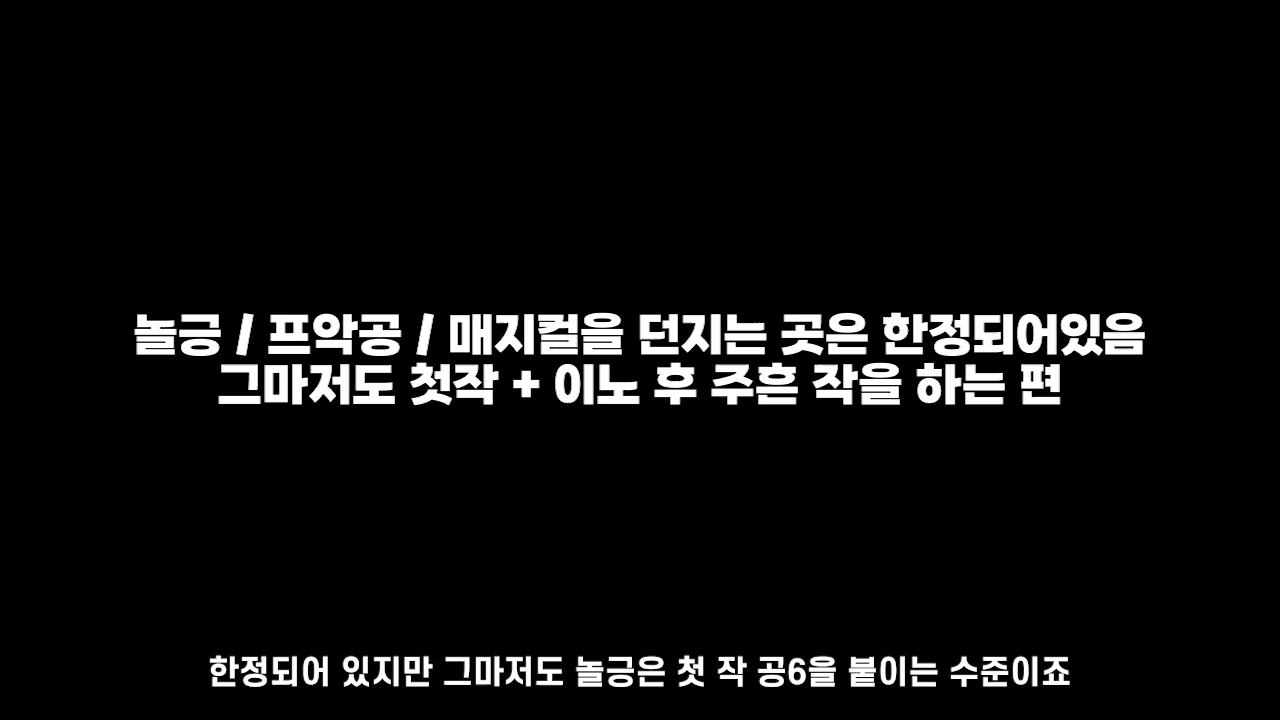 놀긍 / 프악공 / 매지컬을 던지는 곳은 한정되어있음
그마저도 첫작 + 이노 후 주흔 작을 하는 편
한정되어 있지만 그마저도 놀긍은 첫 작 공6을 붙이는 수준이죠